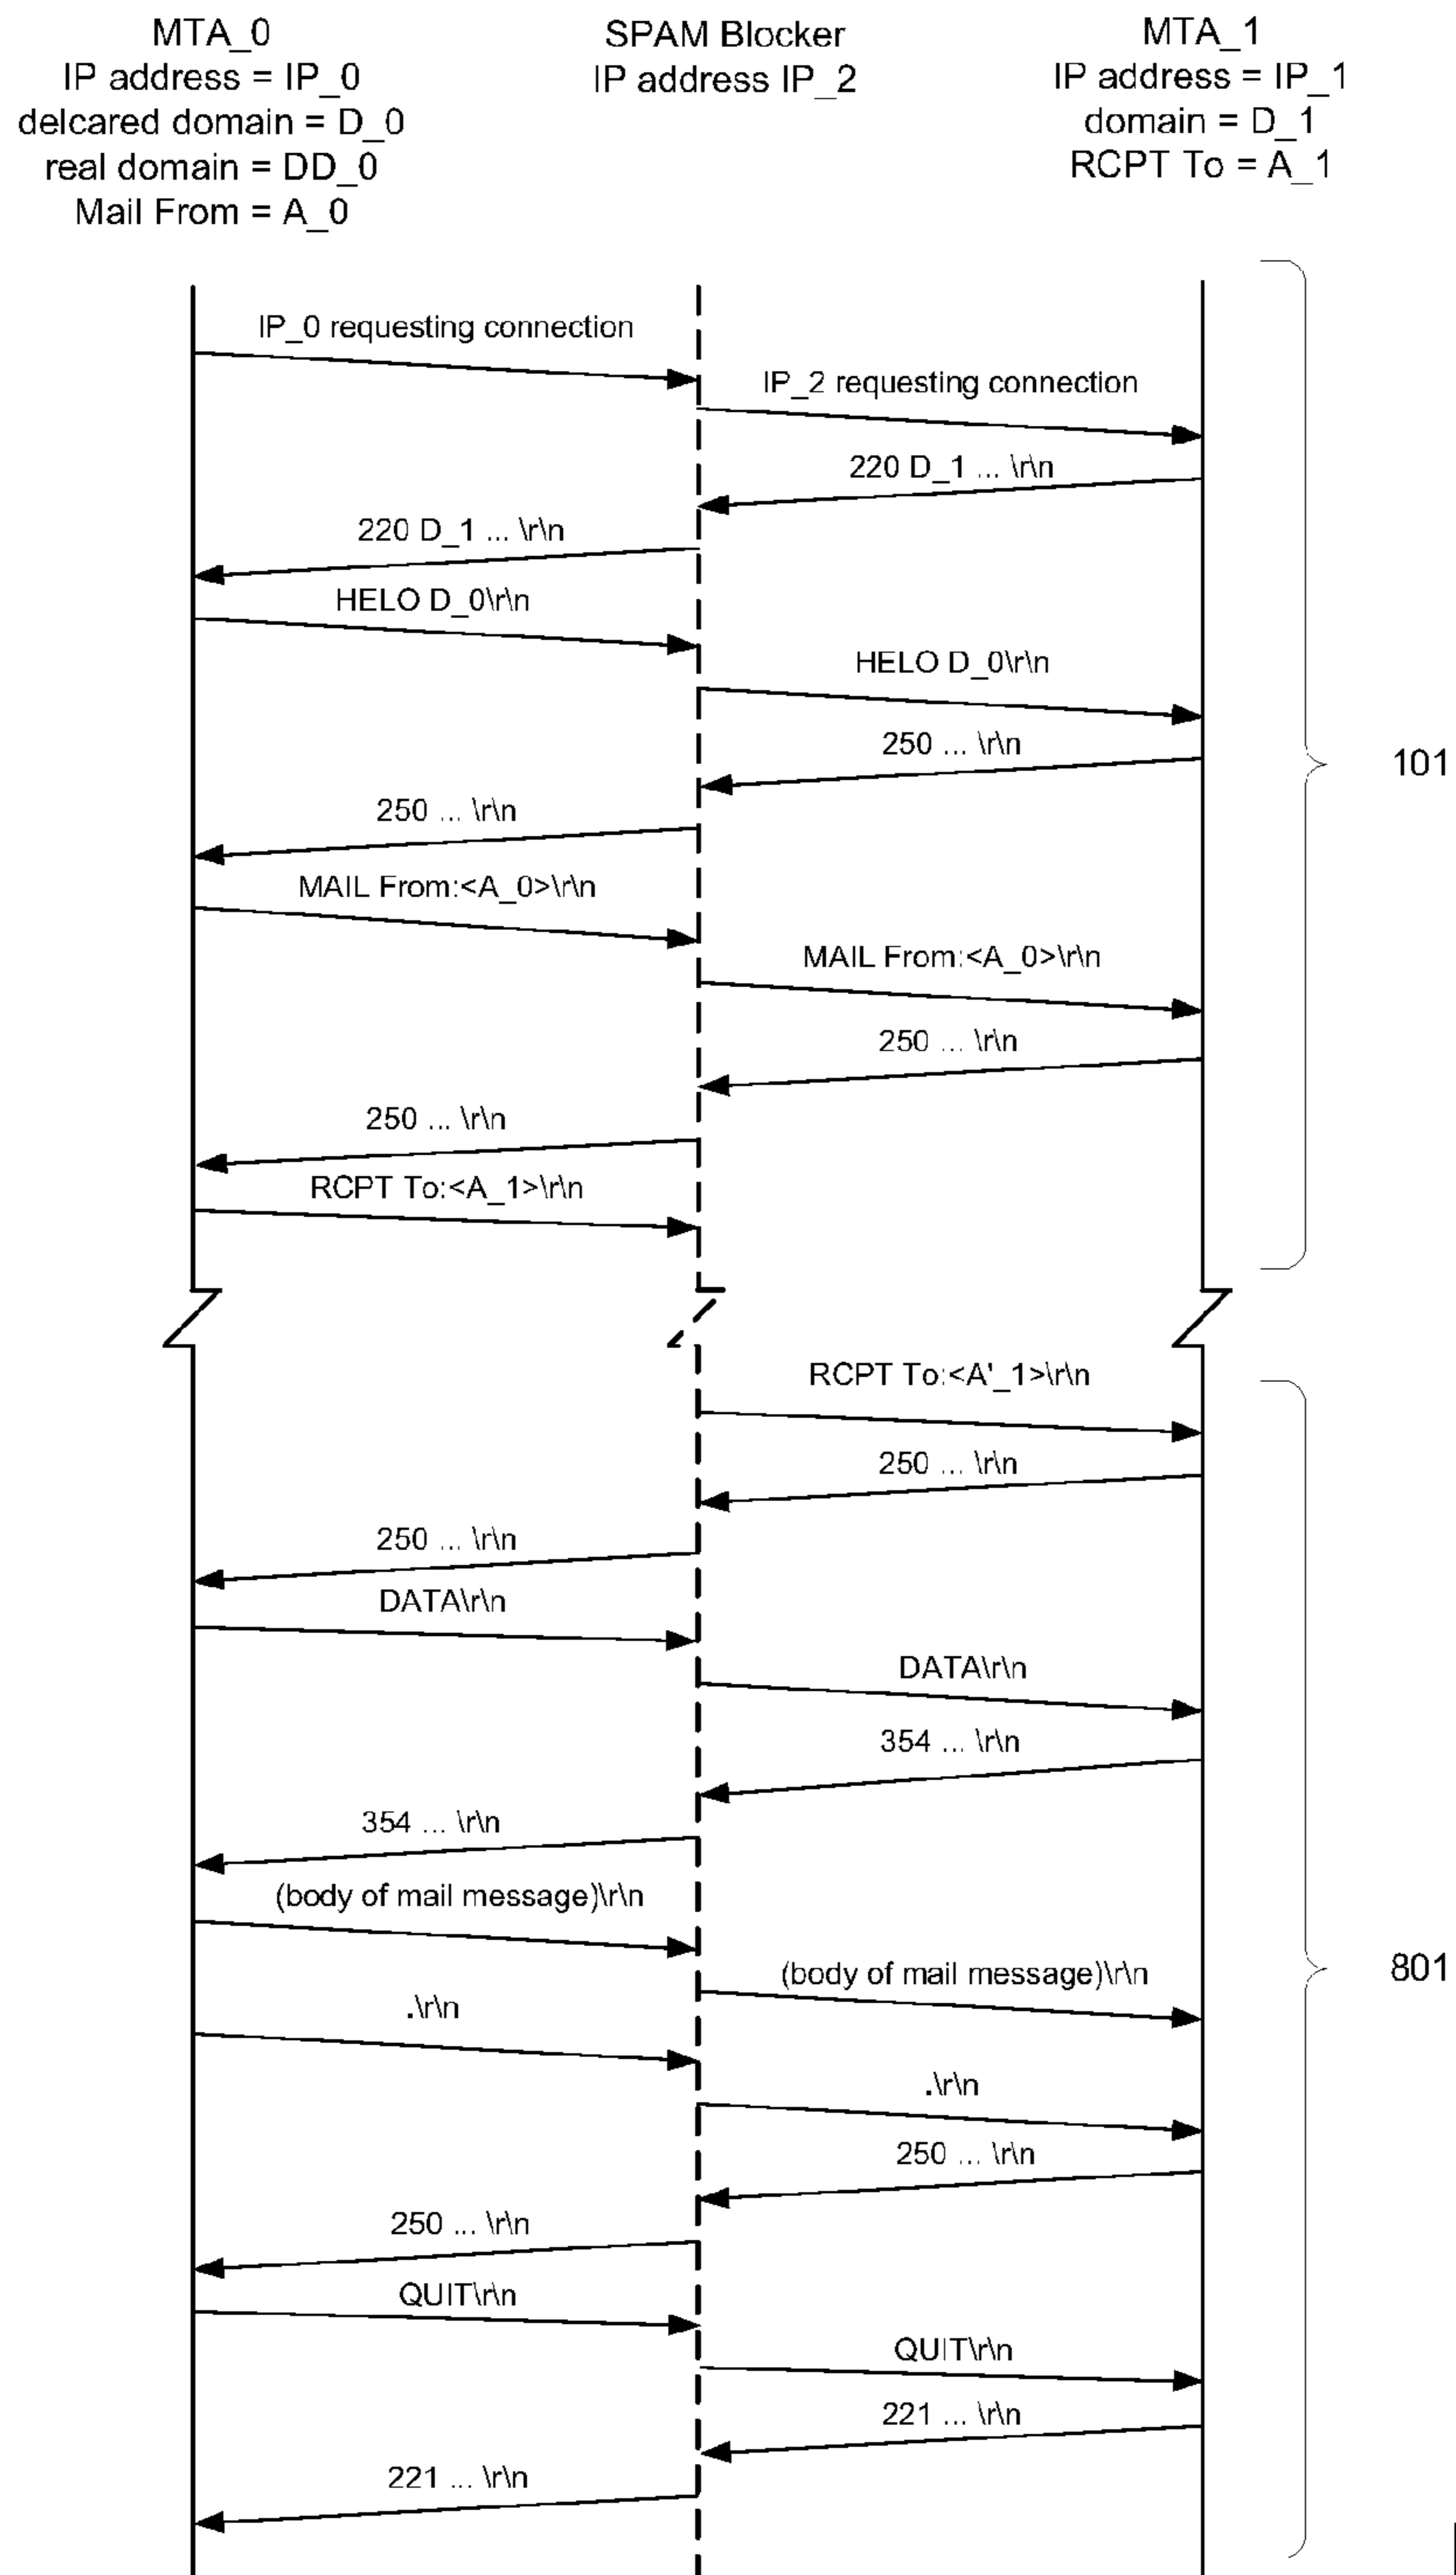 MTA_0
IP address = IP_0
delcared domain = D_0
real domain = DD_0
Mail From = A_0
SPAM Blocker
IP address IP_2
MTA_1
IP address = IP_1
domain = D_1
RCPT To = A_1
IP_0 requesting connection
IP_2 requesting connection
220 D_1 ... \r\n
220 D_1 ... \r\n
HELO D_0\r\n
HELO D_0\r\n
250 ... \r\n
101
250 ... \r\n
MAIL From:<A_0>\r\n
MAIL From:<A_0>\r\n
250 ... \r\n
250 ... \r\n
RCPT To:<A_1>\r\n
RCPT To:<A'_1>\r\n
250 ... \r\n
250 ... \r\n
DATA\r\n
DATA\r\n
354 ... \r\n
354 ... \r\n
(body of mail message)\r\n
(body of mail message)\r\n
801
.\r\n
.\r\n
250 ... \r\n
250 ... \r\n
QUIT\r\n
QUIT\r\n
221 ... \r\n
221 ... \r\n